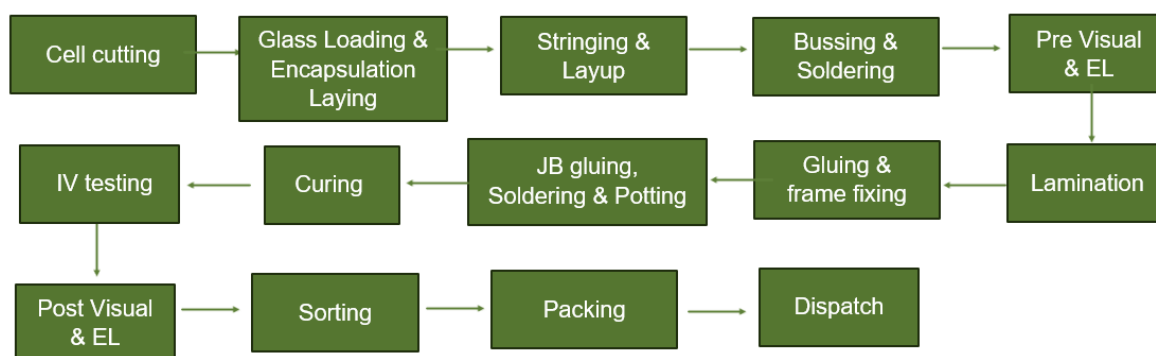 Cell cutting
Glass Loading &
Encapsulation
Laying
Stringing &
Layup
Bussing &
Soldering
Pre Visual
& EL
Lamination
Gluing &
frame fixing
JB gluing,
Soldering & Potting
Curing
IV testing
Post Visual
& EL
Sorting
Packing
Dispatch